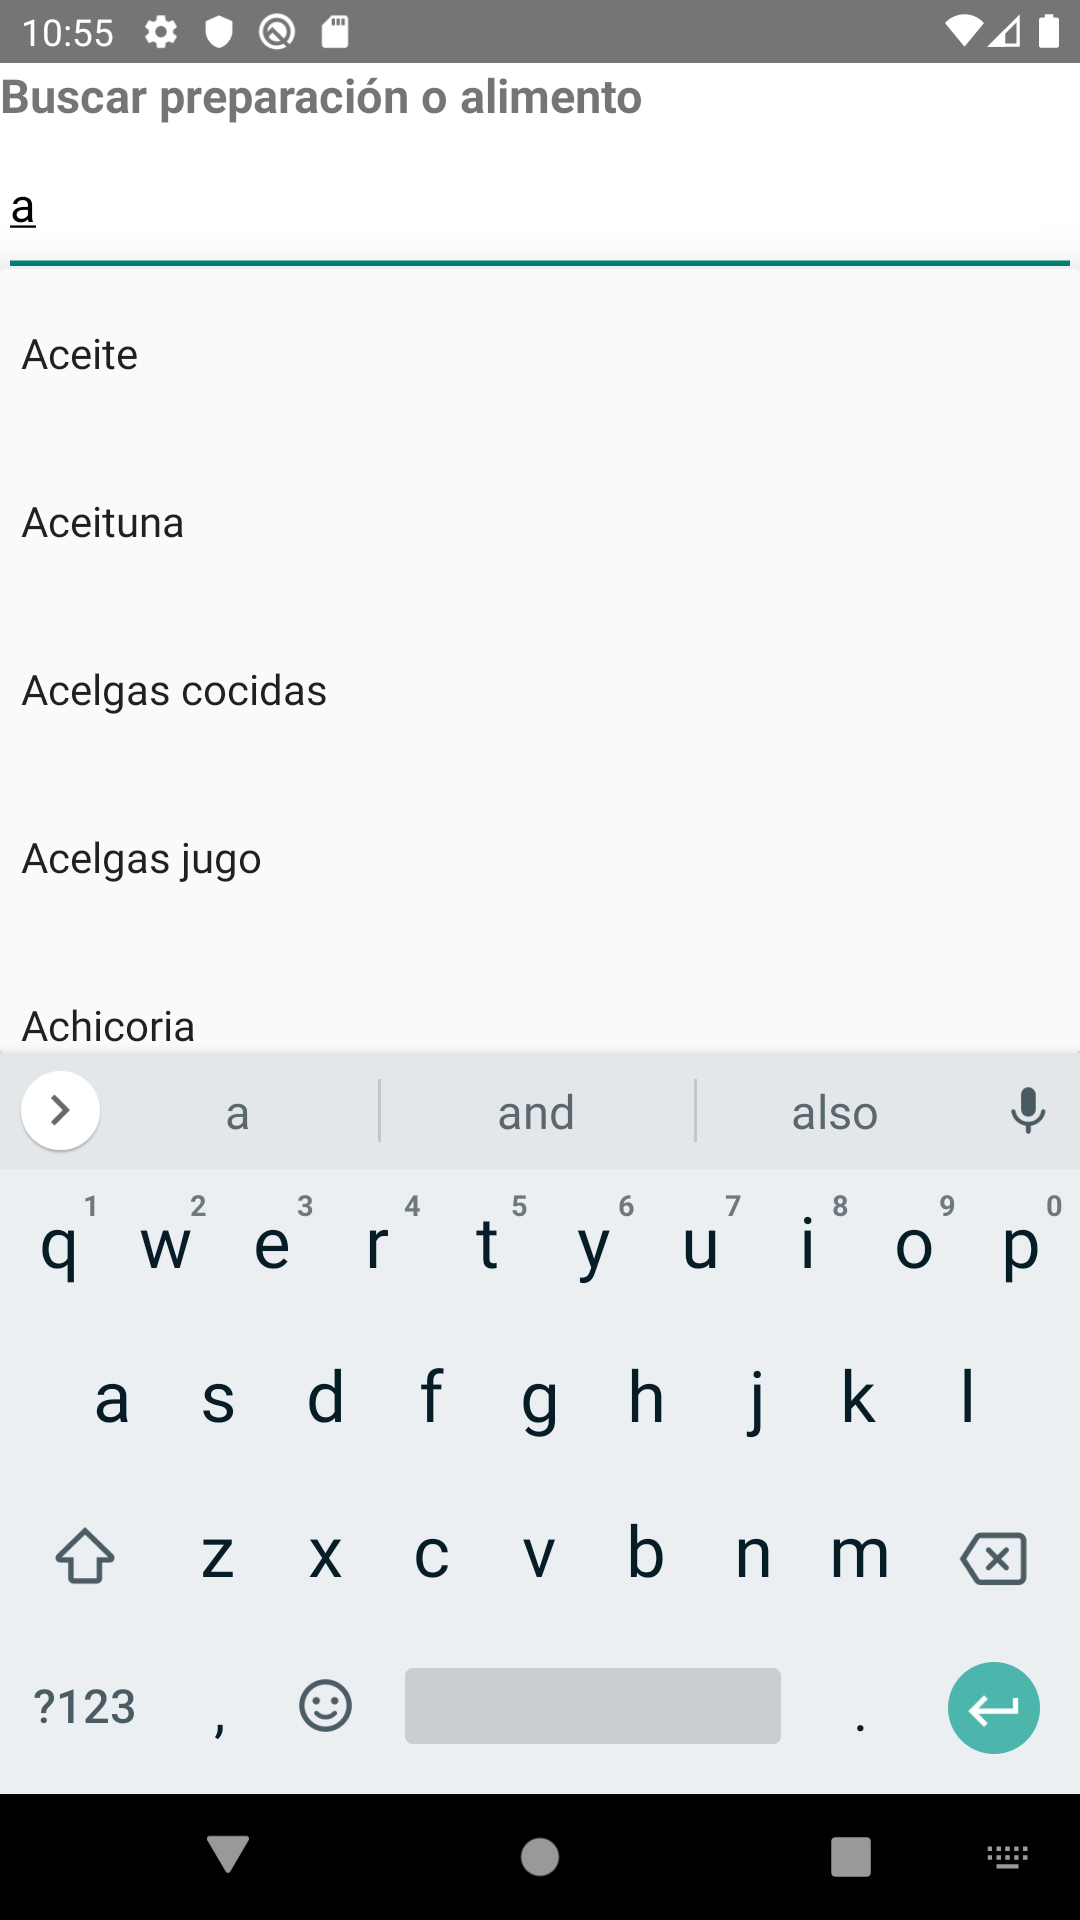 10:55
Buscar preparación o alimento
a
Aceite
Aceituna
Acelgas cocidas
Acelgas jugo
Achicoria
a and also
1 2 3 4 5 6 7 8 9 0
q w e r t y u i o p
a s d f g h j k l
z x c v b n m
?123 , .